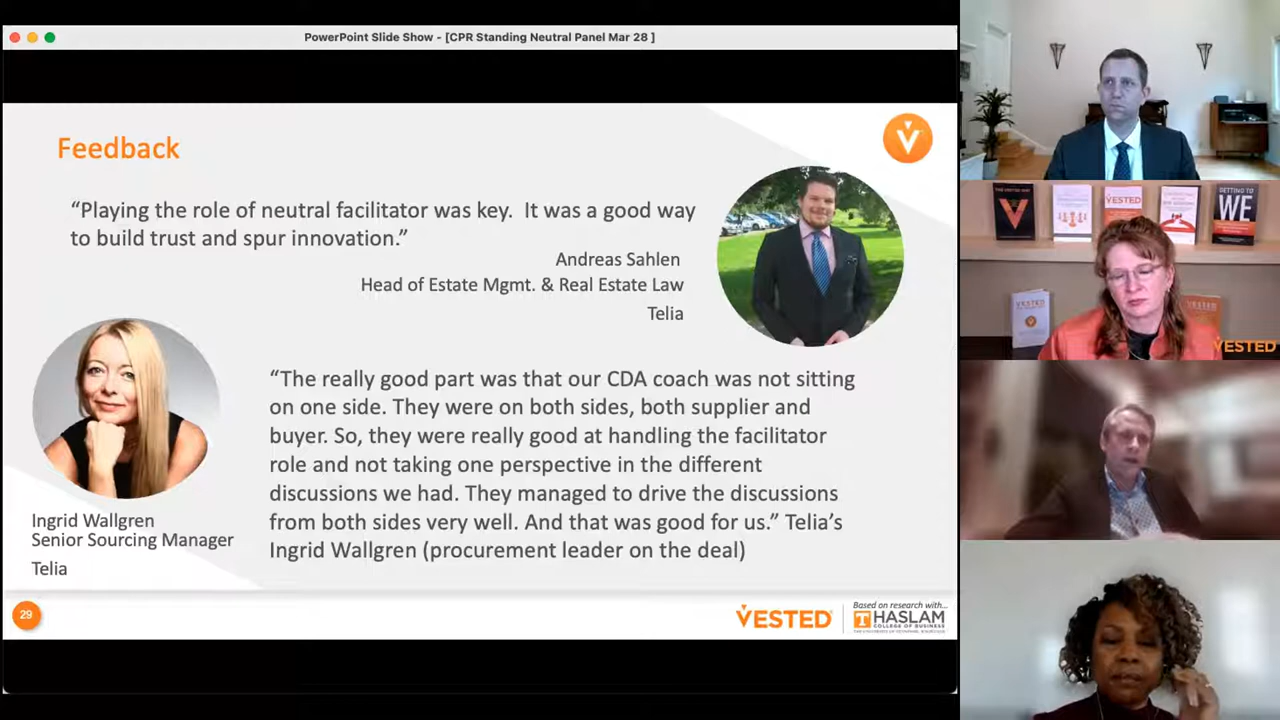 PowerPoint Slide Show - [CPR Standing Neutral Panel Mar 28 ]
Feedback
“Playing the role of neutral facilitator was key. It was a good way
to build trust and spur innovation.”
Andreas Sahlen
Head of Estate Mgmt. & Real Estate Law
Telia
“The really good part was that our CDA coach was not sitting
on one side. They were on both sides, both supplier and
buyer. So, they were really good at handling the facilitator
role and not taking one perspective in the different
discussions we had. They managed to drive the discussions
from both sides very well. And that was good for us.” Telia’s
Ingrid Wallgren (procurement leader on the deal)
Ingrid Wallgren
Senior Sourcing Manager
Telia
29
VESTED
Based on research with...
T HASLAM
COLLEGE OF BUSINESS
VESTED
GETTING TO
WE
VESTED
VESTED